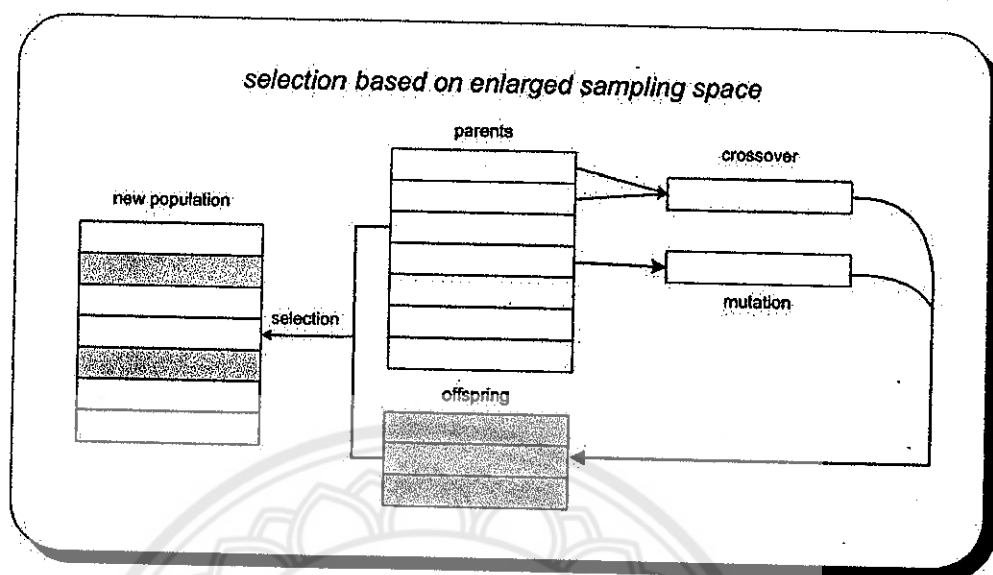 selection based on enlarged sampling space
parents
crossover
new population
selection
mutation
offspring